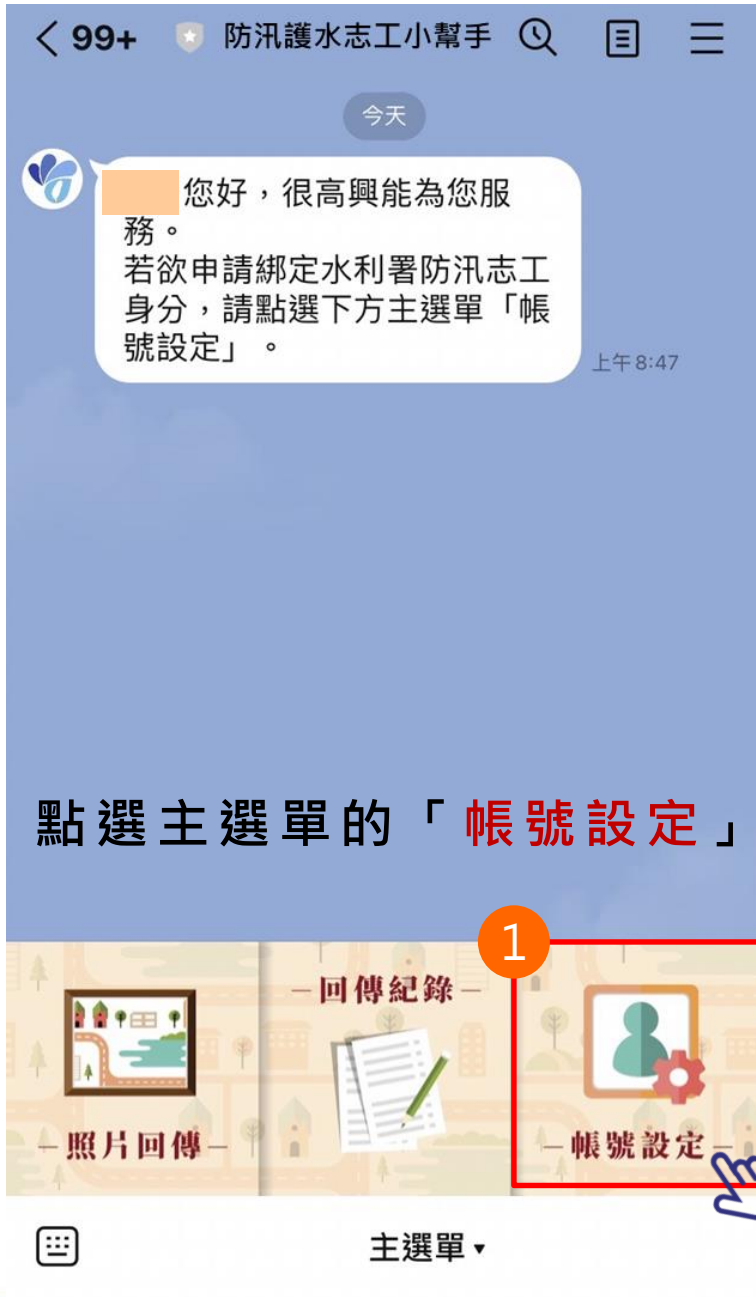 99+ 防汛護水志工小幫手
今天
您好，很高興能為您服
務。
若欲申請綁定水利署防汛志工
身分，請點選下方主選單「帳
號設定」。
上午8:47
點選主選單的「帳號設定」
1
–回傳紀錄–
–照片回傳–
–帳號設定–
主選單▾